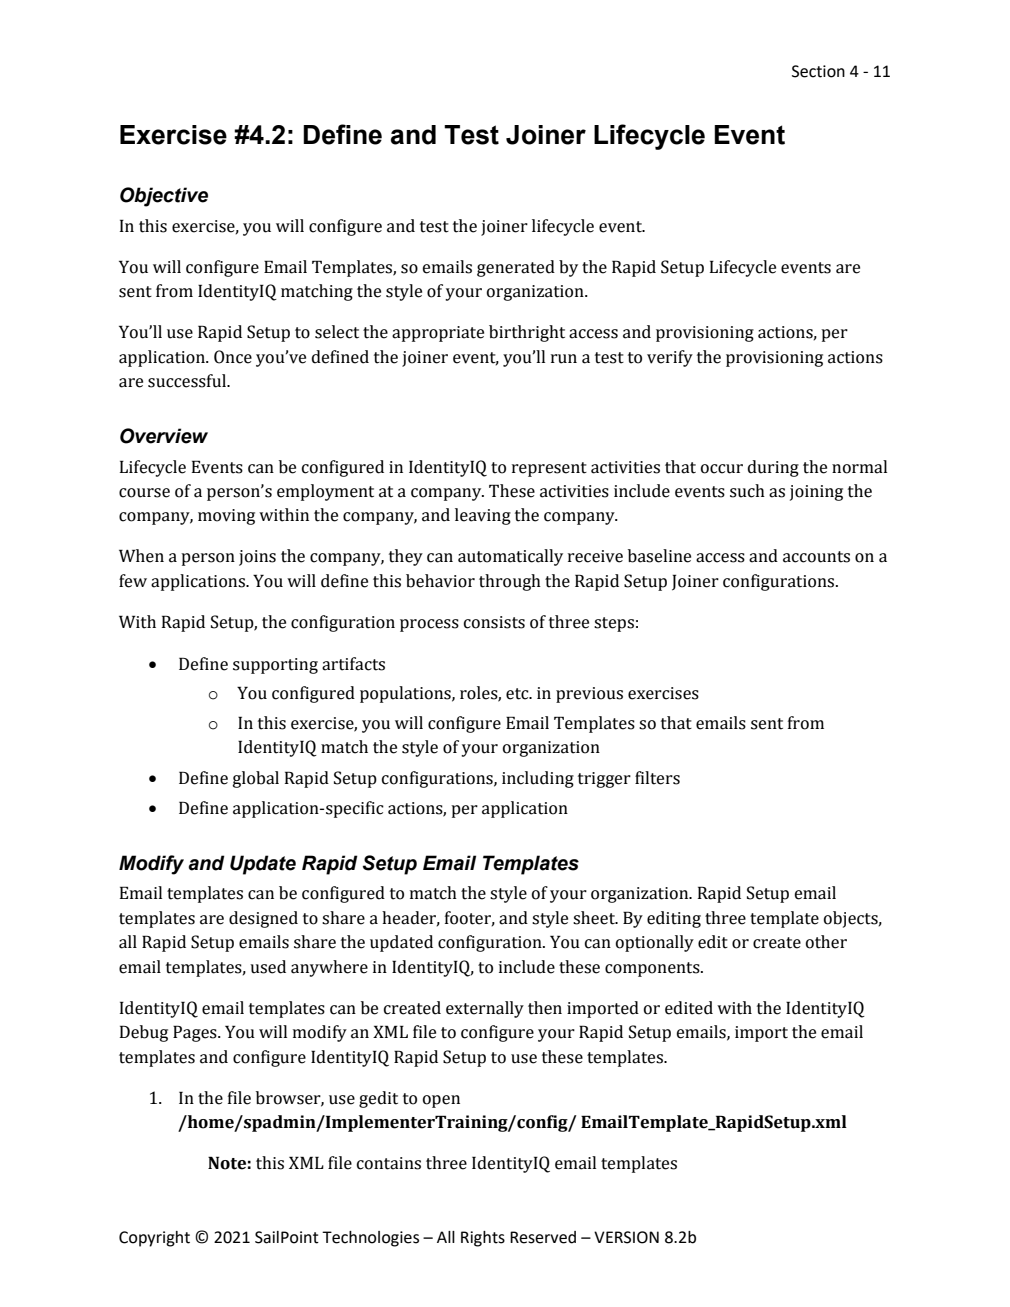 Section 4 - 11
Exercise #4.2: Define and Test Joiner Lifecycle Event
Objective
In this exercise, you will configure and test the joiner lifecycle event.
You will configure Email Templates, so emails generated by the Rapid Setup Lifecycle events are
sent from IdentityIQ matching the style of your organization.
You’ll use Rapid Setup to select the appropriate birthright access and provisioning actions, per
application. Once you’ve defined the joiner event, you’ll run a test to verify the provisioning actions
are successful.
Overview
Lifecycle Events can be configured in IdentityIQ to represent activities that occur during the normal
course of a person’s employment at a company. These activities include events such as joining the
company, moving within the company, and leaving the company.
When a person joins the company, they can automatically receive baseline access and accounts on a
few applications. You will define this behavior through the Rapid Setup Joiner configurations.
With Rapid Setup, the configuration process consists of three steps:
• Define supporting artifacts
o You configured populations, roles, etc. in previous exercises
o In this exercise, you will configure Email Templates so that emails sent from
IdentityIQ match the style of your organization
• Define global Rapid Setup configurations, including trigger filters
• Define application-specific actions, per application
Modify and Update Rapid Setup Email Templates
Email templates can be configured to match the style of your organization. Rapid Setup email
templates are designed to share a header, footer, and style sheet. By editing three template objects,
all Rapid Setup emails share the updated configuration. You can optionally edit or create other
email templates, used anywhere in IdentityIQ, to include these components.
IdentityIQ email templates can be created externally then imported or edited with the IdentityIQ
Debug Pages. You will modify an XML file to configure your Rapid Setup emails, import the email
templates and configure IdentityIQ Rapid Setup to use these templates.
1. In the file browser, use gedit to open
/home/spadmin/ImplementerTraining/config/ EmailTemplate_RapidSetup.xml
Note: this XML file contains three IdentityIQ email templates
Copyright © 2021 SailPoint Technologies – All Rights Reserved – VERSION 8.2b